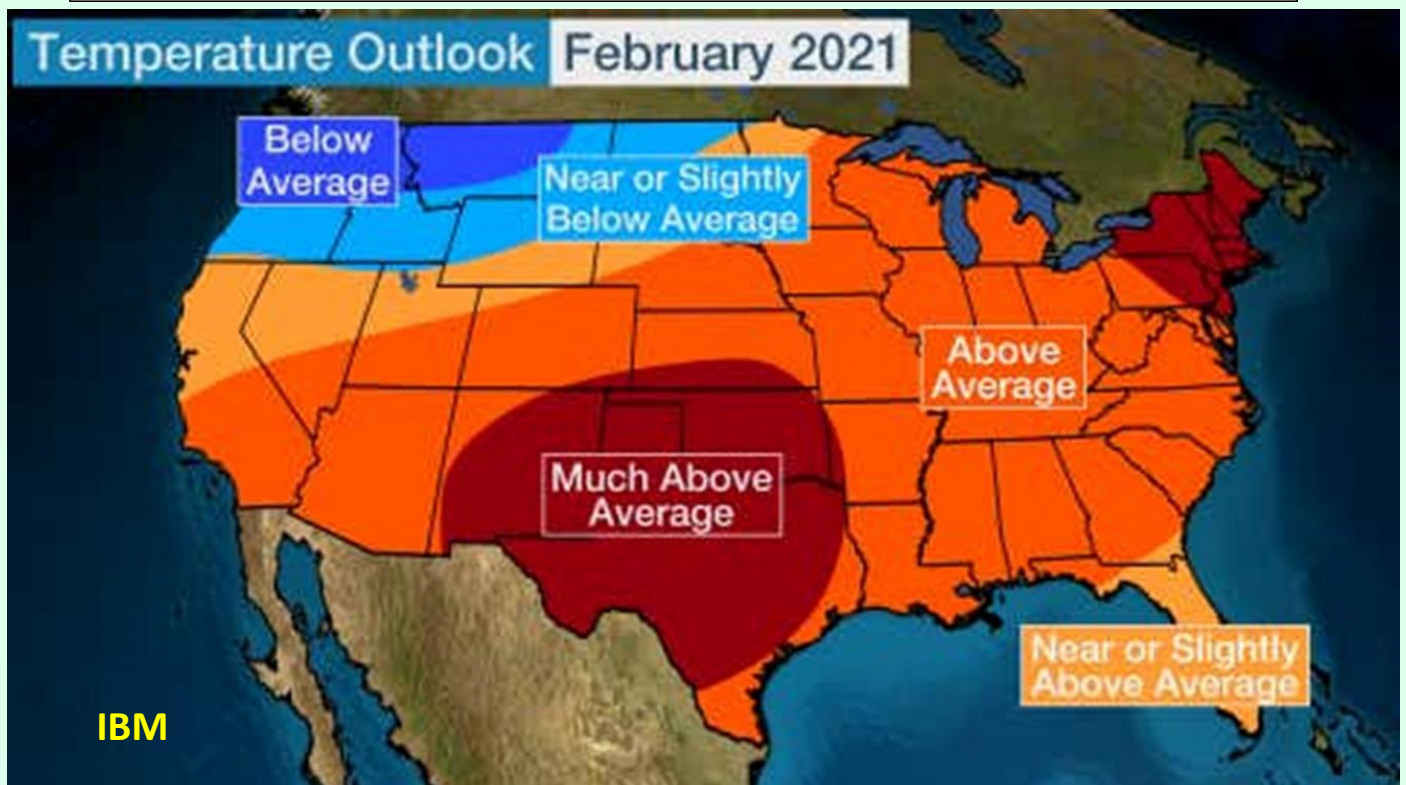 Temperature Outlook February 2021
Below
Average
Near or Slightly
Below Average
Above
Average
Much Above
Average
Near or Slightly
Above Average
IBM